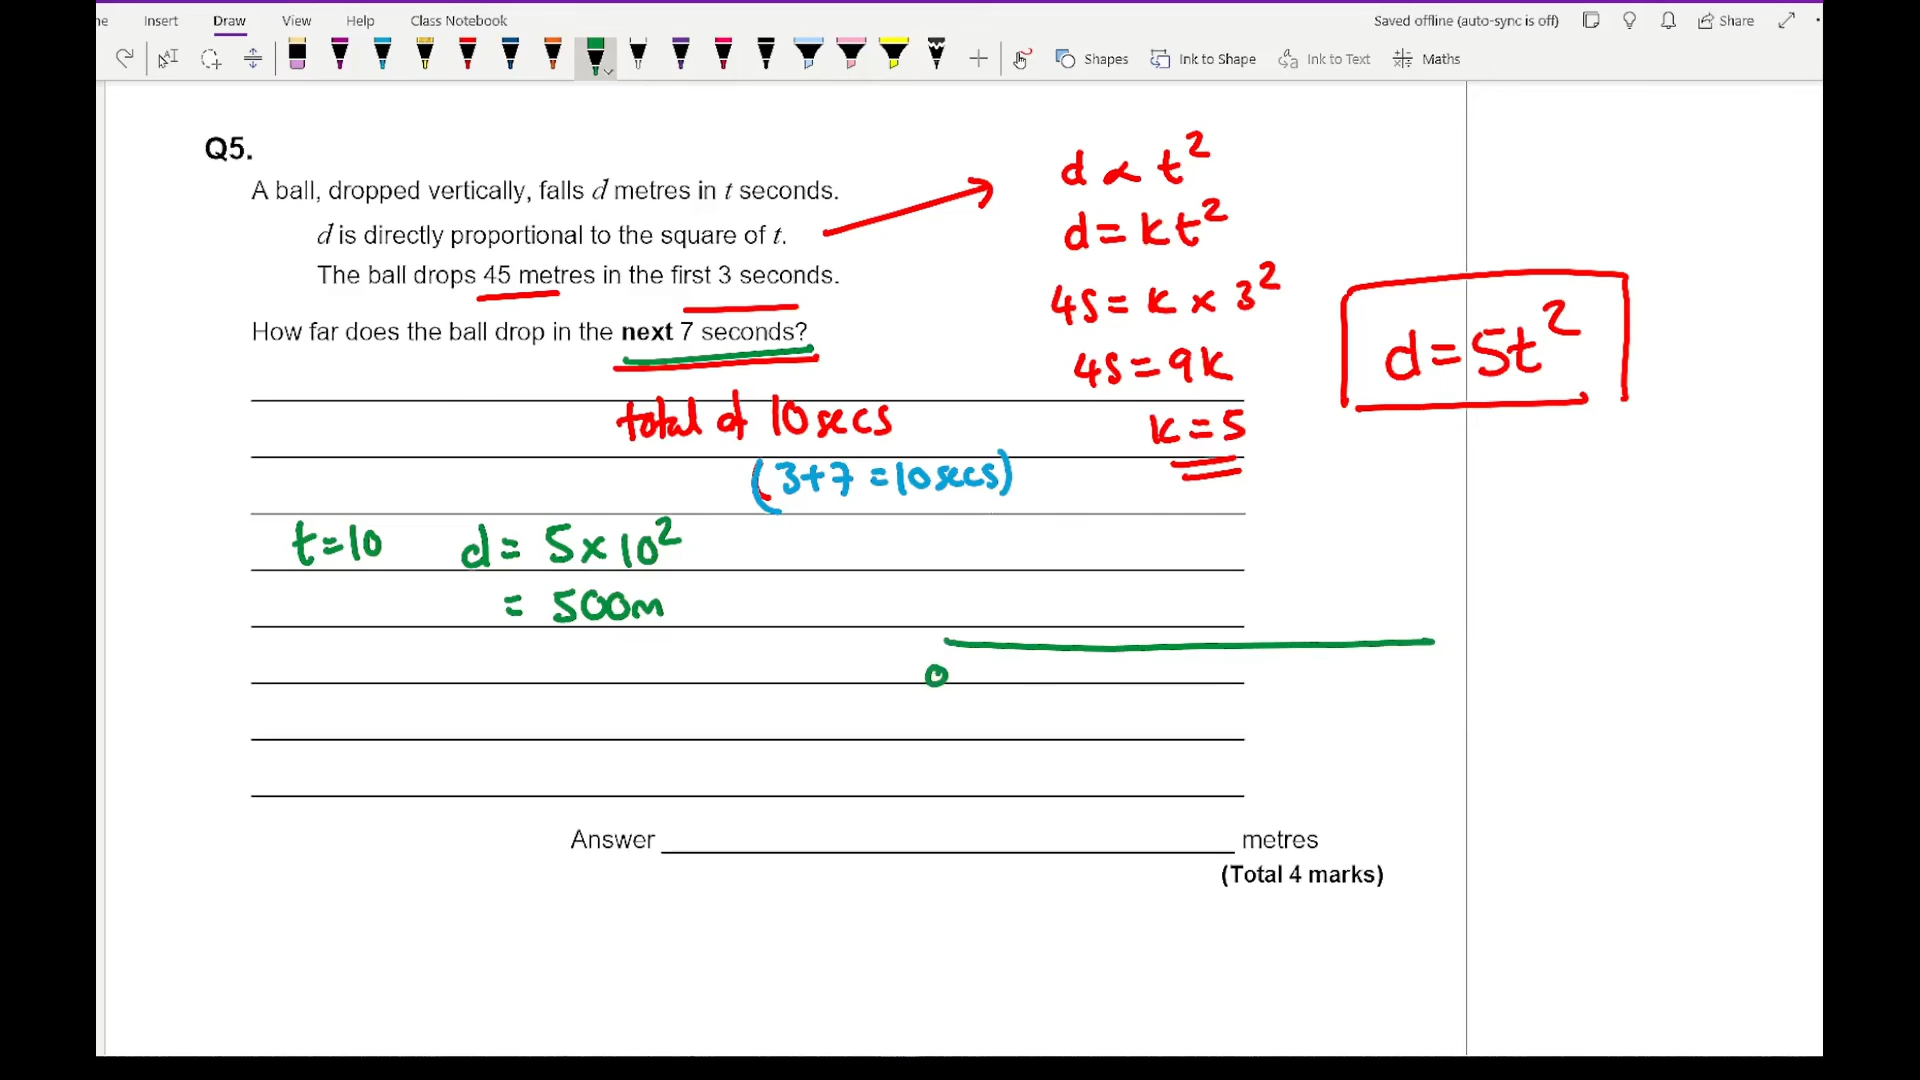 Insert Draw View Help Class Notebook Saved offline (auto-sync is off) Share
Shapes Ink to Shape Ink to Text Maths
Q5.
A ball, dropped vertically, falls d metres in t seconds.
d is directly proportional to the square of t.
The ball drops 45 metres in the first 3 seconds.
How far does the ball drop in the next 7 seconds?
d ∝ t²
d = kt²
45 = k × 3²
45 = 9k
k = 5
d = 5t²
total of 10 secs
(3+7 = 10 secs)
t = 10 d = 5 × 10²
= 500m
0
Answer metres
(Total 4 marks)